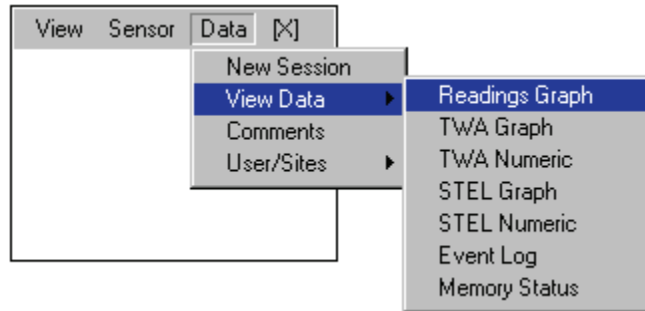 View Sensor Data [X]
New Session
View Data
Comments
User/Sites
Readings Graph
TWA Graph
TWA Numeric
STEL Graph
STEL Numeric
Event Log
Memory Status